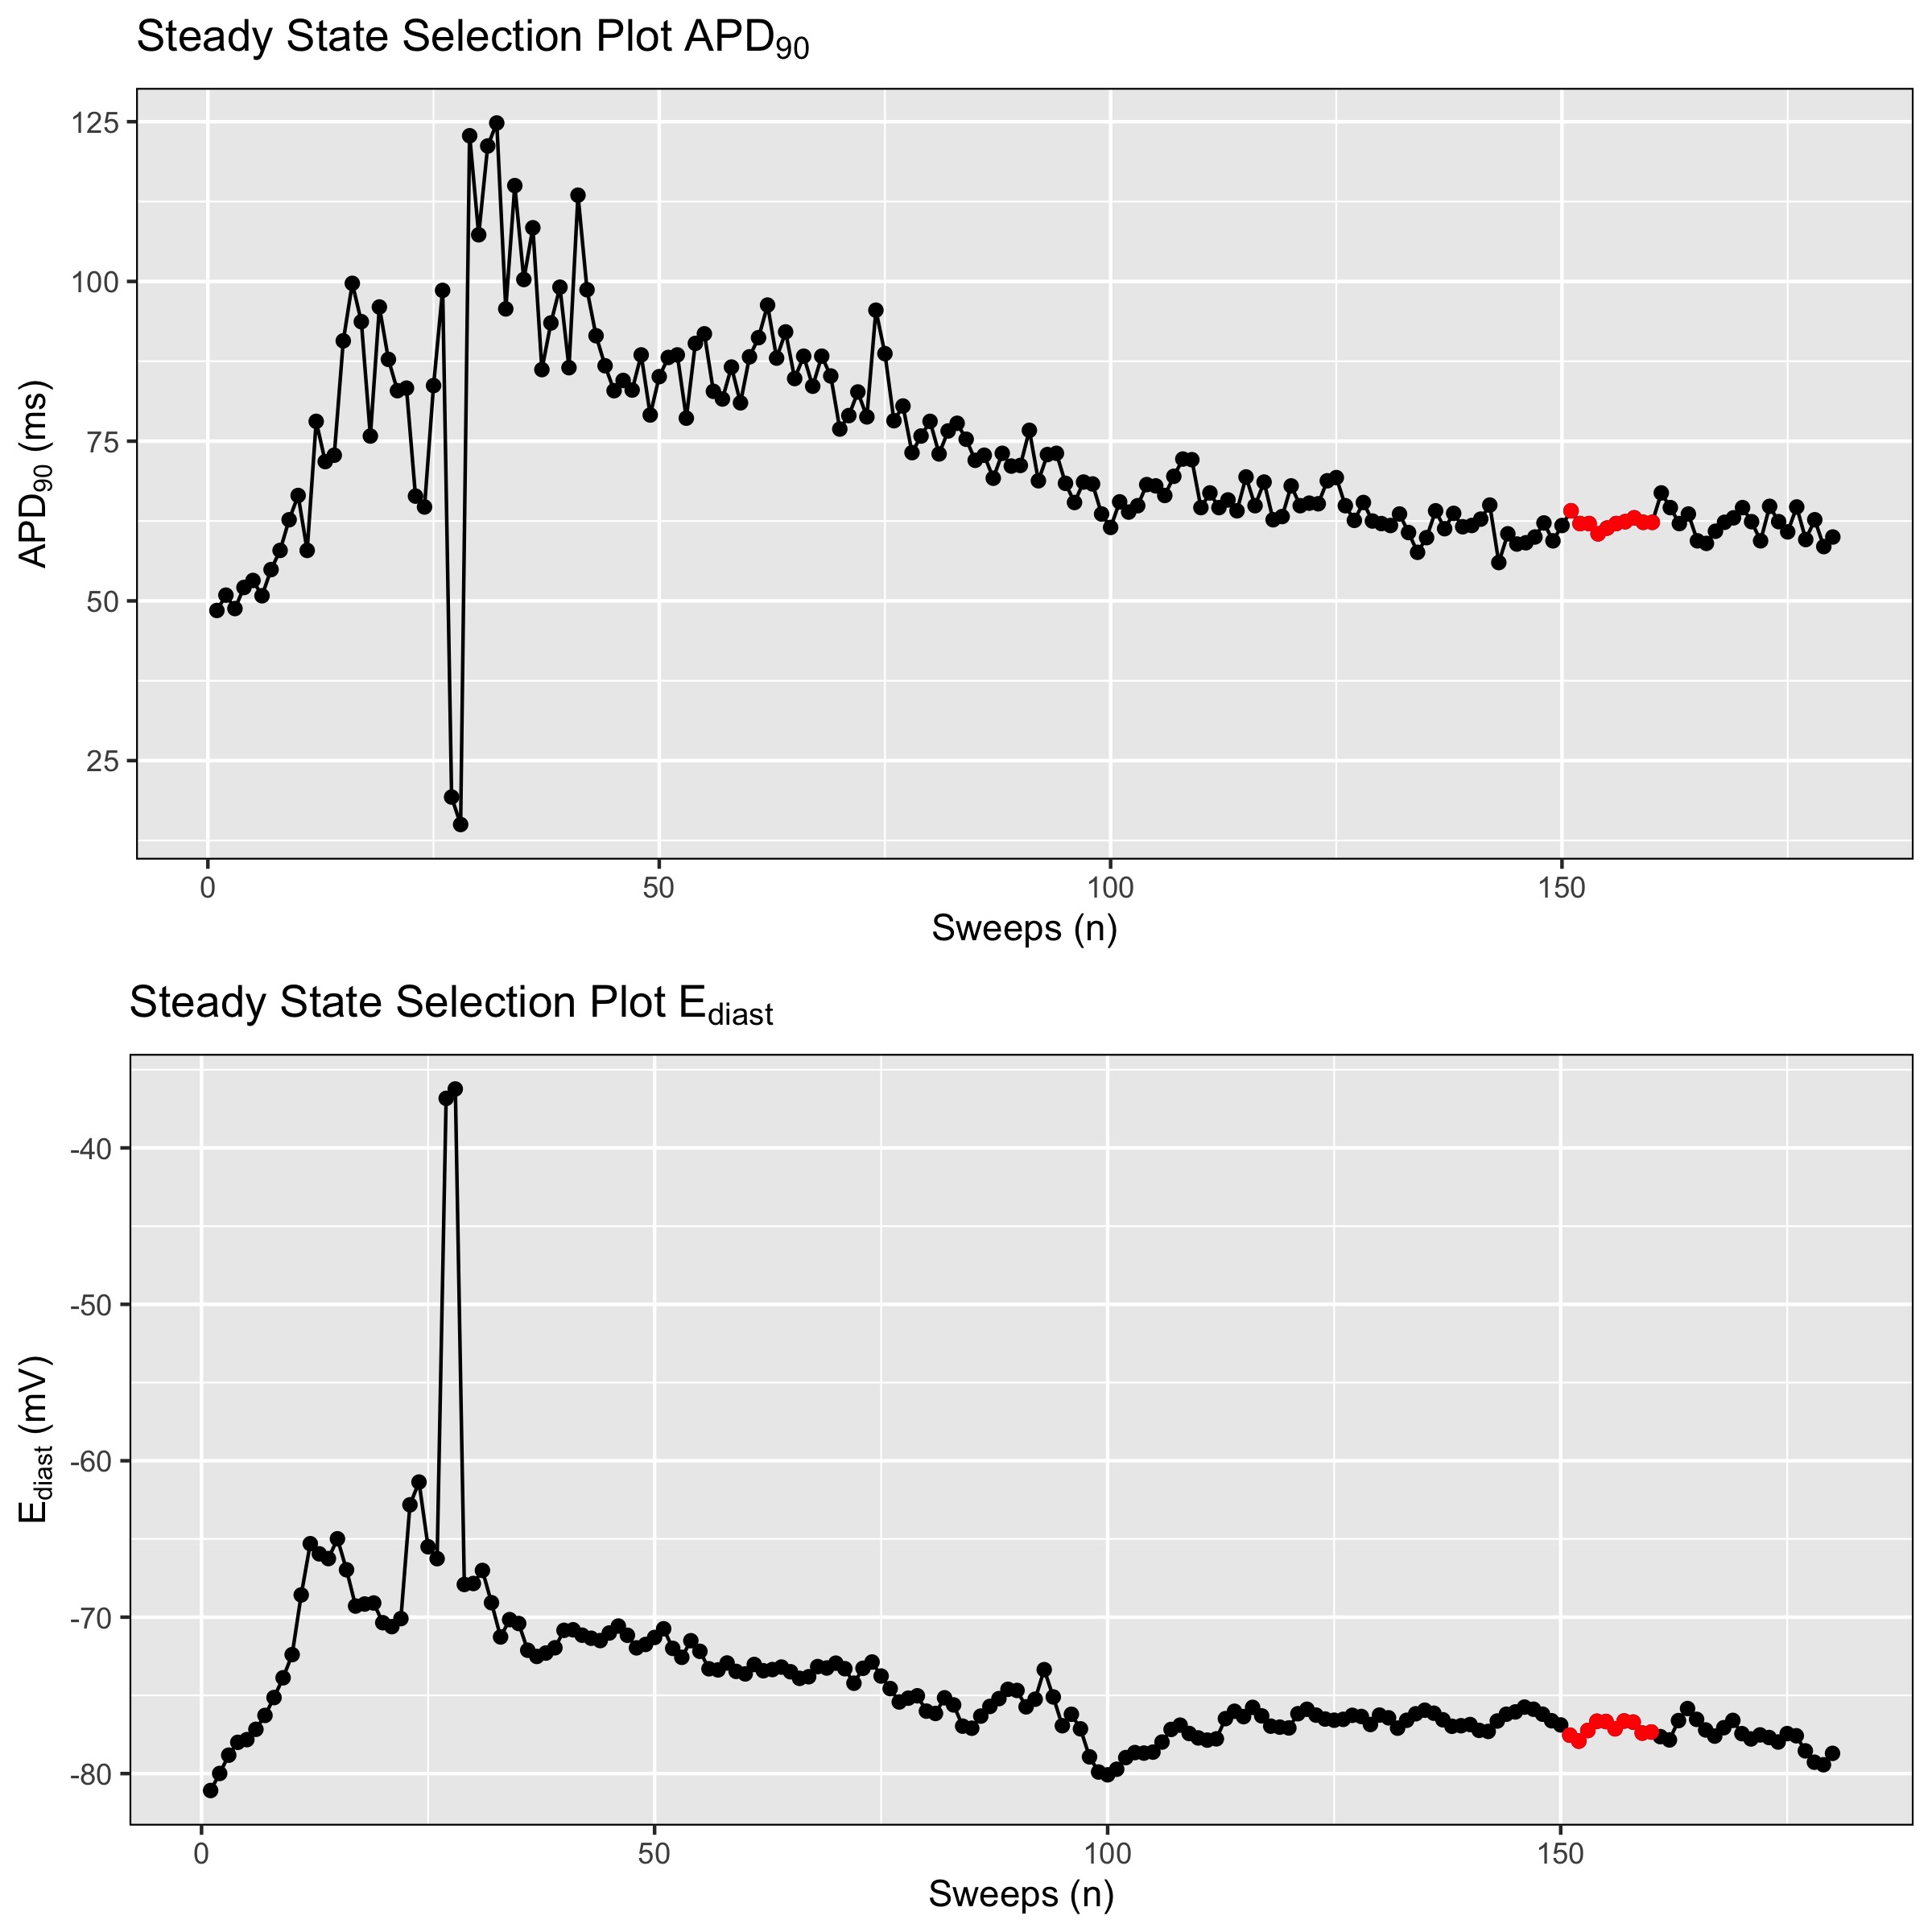 Steady State Selection Plot APD90
125
100
75
50
25
APD90 (ms)
0 50 100 150
Sweeps (n)
Steady State Selection Plot Ediast
-40
-50
-60
-70
-80
Ediast (mV)
0 50 100 150
Sweeps (n)